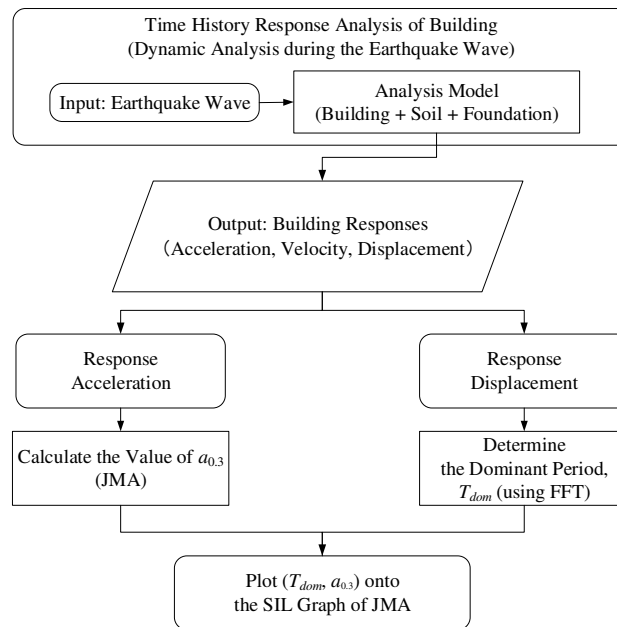 Time History Response Analysis of Building
(Dynamic Analysis during the Earthquake Wave)
Input: Earthquake Wave
Analysis Model
(Building + Soil + Foundation)
Output: Building Responses
（Acceleration, Velocity, Displacement）
Response
Acceleration
Response
Displacement
Calculate the Value of a0.3
(JMA)
Determine
the Dominant Period,
Tdom (using FFT)
Plot (Tdom, a0.3) onto
the SIL Graph of JMA